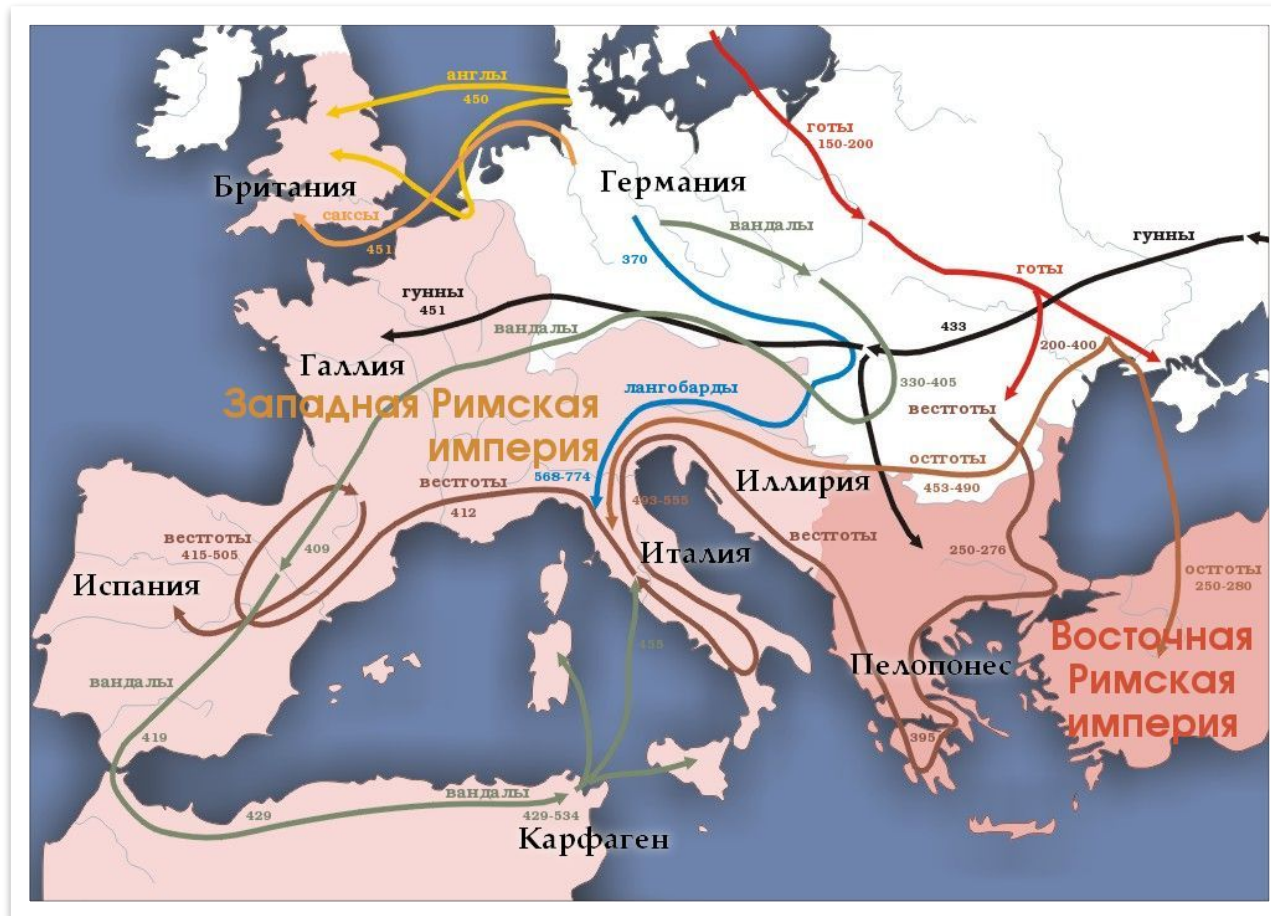 англы
450
готы
150-200
Британия
Германия
саксы
451
вандалы
370
гунны
готы
гунны
451
433
вандалы
200-400
Галлия
330-405
Западная Римская
империя
лангобарды
вестготы
остготы
453-490
568-774
вестготы
412
493-555
Иллирия
вестготы
415-505
409
Италия
вестготы
250-276
Испания
остготы
250-280
455
Пелопонес
Восточная
Римская
империя
вандалы
419
395
вандалы
429
429-534
Карфаген